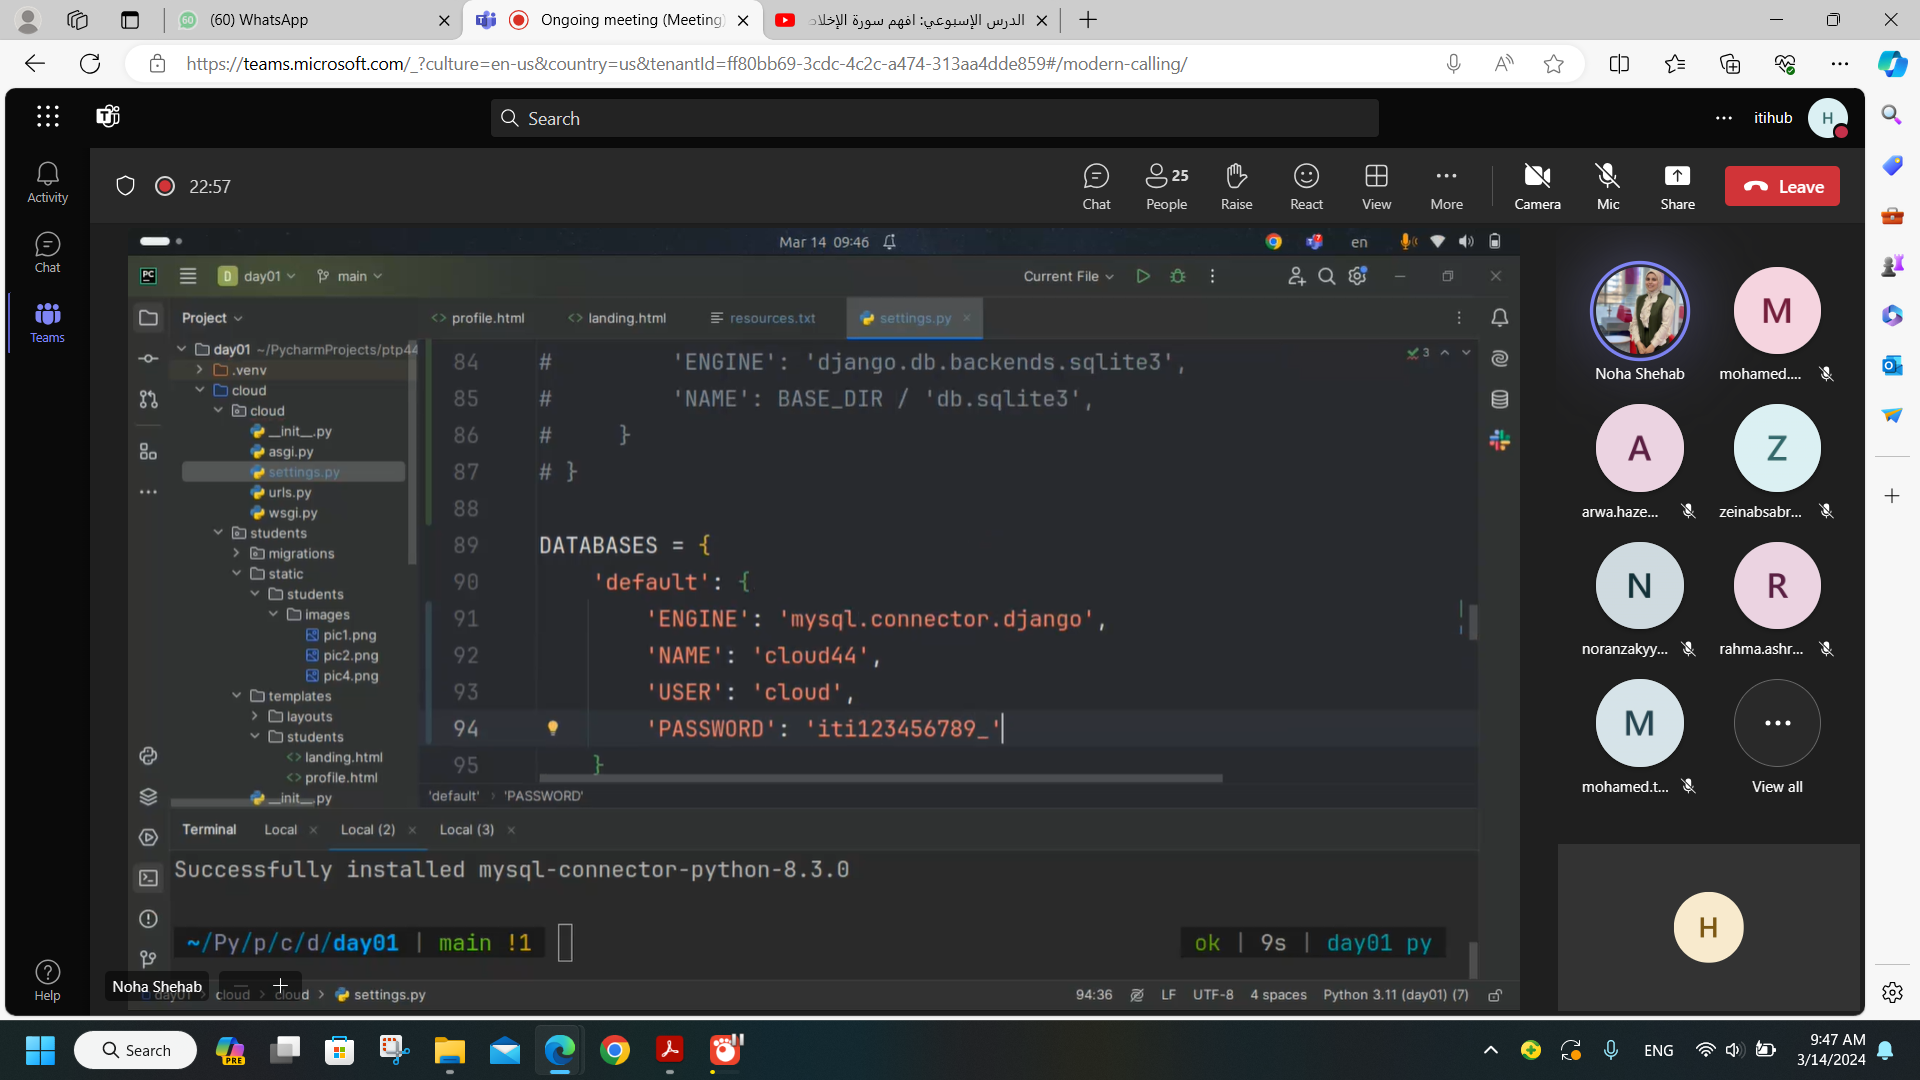 (60) WhatsApp
Ongoing meeting (Meeting)
الدرس الإسبوعي: افهم سورة الإخلاص
https://teams.microsoft.com/_?culture=en-us&country=us&tenantId=ff80bb69-3cdc-4c2c-a474-313aa4dde859#/modern-calling/
Search
itihub
H
Activity
Chat
Teams
Help
22:57
Chat
25
People
Raise
React
View
More
Camera
Mic
Share
Leave
Mar 14 09:46
en
PC
D
day01
main
Current File
Project
profile.html
landing.html
resources.txt
settings.py
day01 ~/PycharmProjects/ptp44
.venv
cloud
cloud
__init__.py
asgi.py
settings.py
urls.py
wsgi.py
students
migrations
static
students
images
pic1.png
pic2.png
pic4.png
templates
layouts
students
landing.html
profile.html
__init__.py
3
84 # 'ENGINE': 'django.db.backends.sqlite3',
85 # 'NAME': BASE_DIR / 'db.sqlite3',
86 # }
87 # }
88
89 DATABASES = {
90 'default': {
91 'ENGINE': 'mysql.connector.django',
92 'NAME': 'cloud44',
93 'USER': 'cloud',
94 'PASSWORD': 'iti123456789_'
95 }
'default' › 'PASSWORD'
Terminal
Local
Local (2)
Local (3)
Successfully installed mysql-connector-python-8.3.0
~/Py/p/c/d/day01 | main !1
ok | 9s | day01 py
Noha Shehab
day01 › cloud › cloud › settings.py
94:36
LF
UTF-8
4 spaces
Python 3.11 (day01) (7)
Noha Shehab
M
mohamed....
A
arwa.haze...
Z
zeinabsabr...
N
noranzakyy...
R
rahma.ashr...
M
mohamed.t...
View all
H
Search
PRE
ENG
9:47 AM
3/14/2024